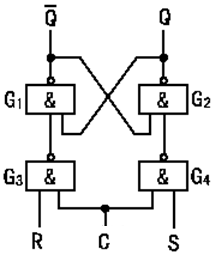 Q̅ Q
G₁ & & G₂
G₃ & & G₄
R C S